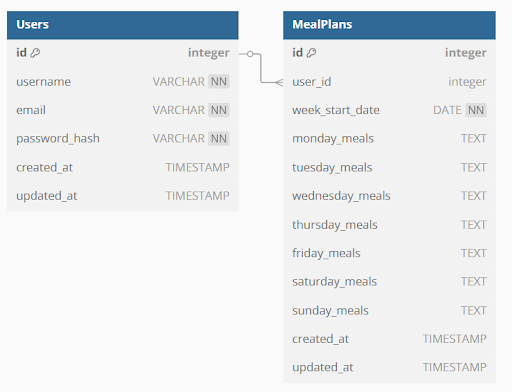 Users
id integer
username VARCHAR NN
email VARCHAR NN
password_hash VARCHAR NN
created_at TIMESTAMP
updated_at TIMESTAMP
MealPlans
id integer
user_id integer
week_start_date DATE NN
monday_meals TEXT
tuesday_meals TEXT
wednesday_meals TEXT
thursday_meals TEXT
friday_meals TEXT
saturday_meals TEXT
sunday_meals TEXT
created_at TIMESTAMP
updated_at TIMESTAMP